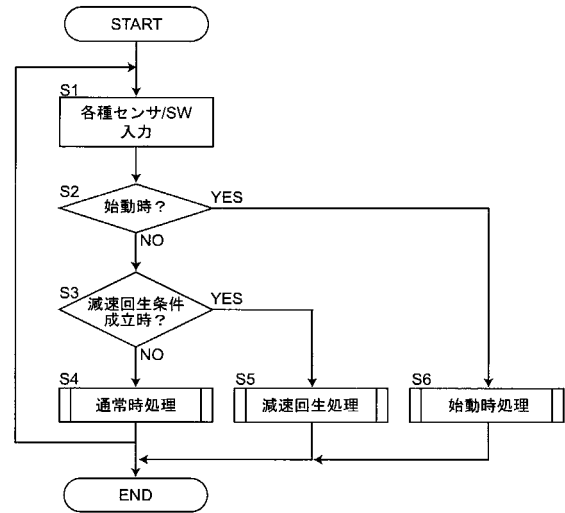 START
S1
各種センサ/SW
入力
S2
始動時？
YES
NO
S3
減速回生条件
成立時？
YES
NO
S4
通常時処理
S5
減速回生処理
S6
始動時処理
END